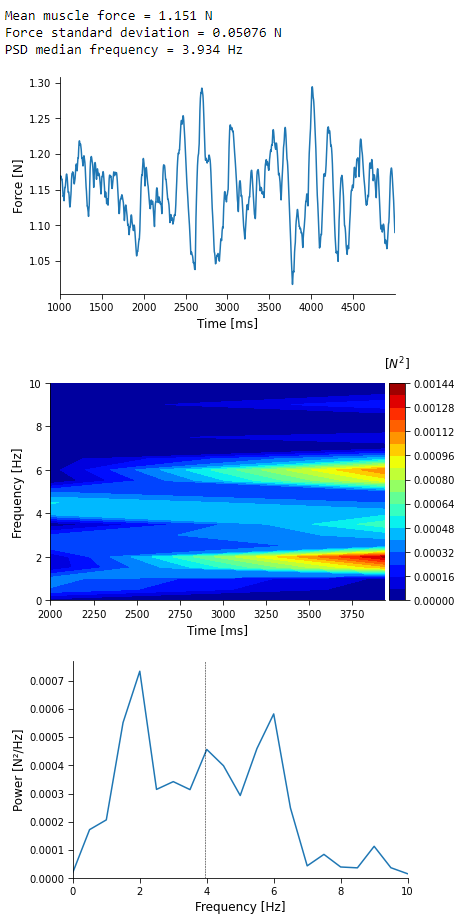 Mean muscle force = 1.151 N
Force standard deviation = 0.05076 N
PSD median frequency = 3.934 Hz
1.30
1.25
1.20
1.15
1.10
1.05
Force [N]
1000 1500 2000 2500 3000 3500 4000 4500
Time [ms]
[N²]
10
8
6
4
2
0
Frequency [Hz]
2000 2250 2500 2750 3000 3250 3500 3750
Time [ms]
0.00144
0.00128
0.00112
0.00096
0.00080
0.00064
0.00048
0.00032
0.00016
0.00000
0.0007
0.0006
0.0005
0.0004
0.0003
0.0002
0.0001
0.0000
Power [N²/Hz]
0 2 4 6 8 10
Frequency [Hz]